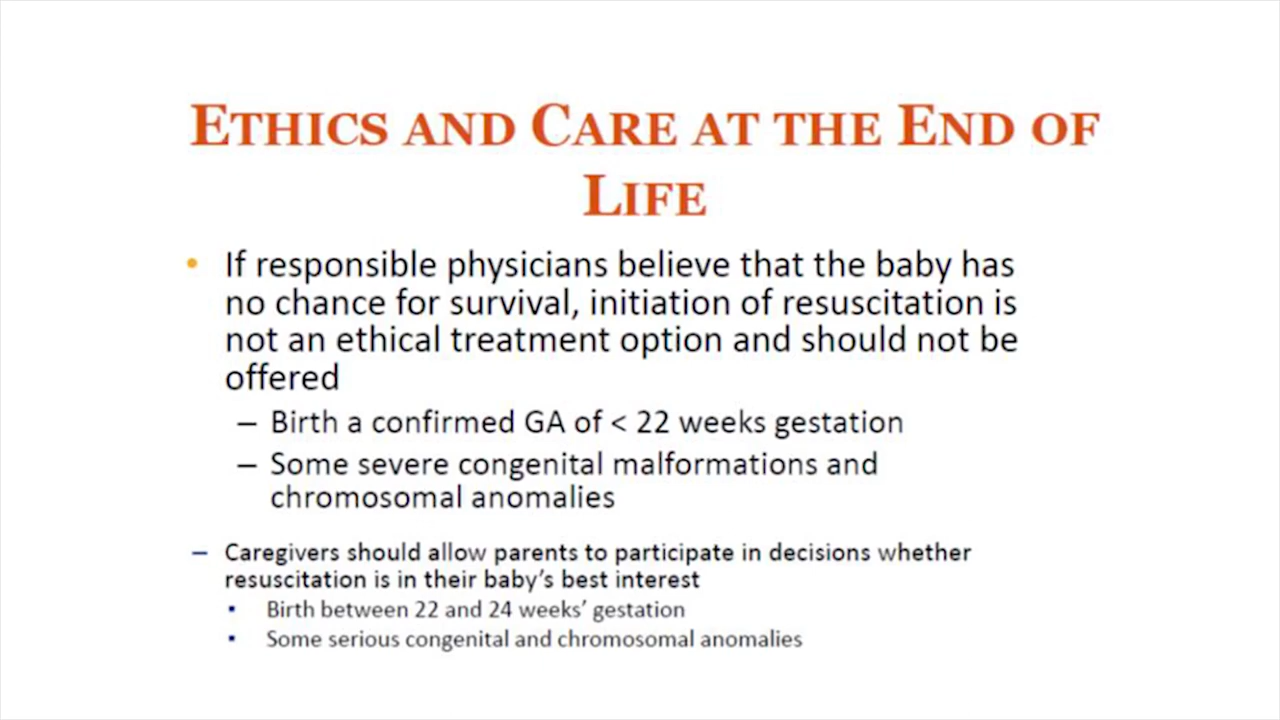 ETHICS AND CARE AT THE END OF
LIFE
• If responsible physicians believe that the baby has
no chance for survival, initiation of resuscitation is
not an ethical treatment option and should not be
offered
– Birth a confirmed GA of < 22 weeks gestation
– Some severe congenital malformations and
chromosomal anomalies
– Caregivers should allow parents to participate in decisions whether
resuscitation is in their baby's best interest
▪ Birth between 22 and 24 weeks' gestation
▪ Some serious congenital and chromosomal anomalies